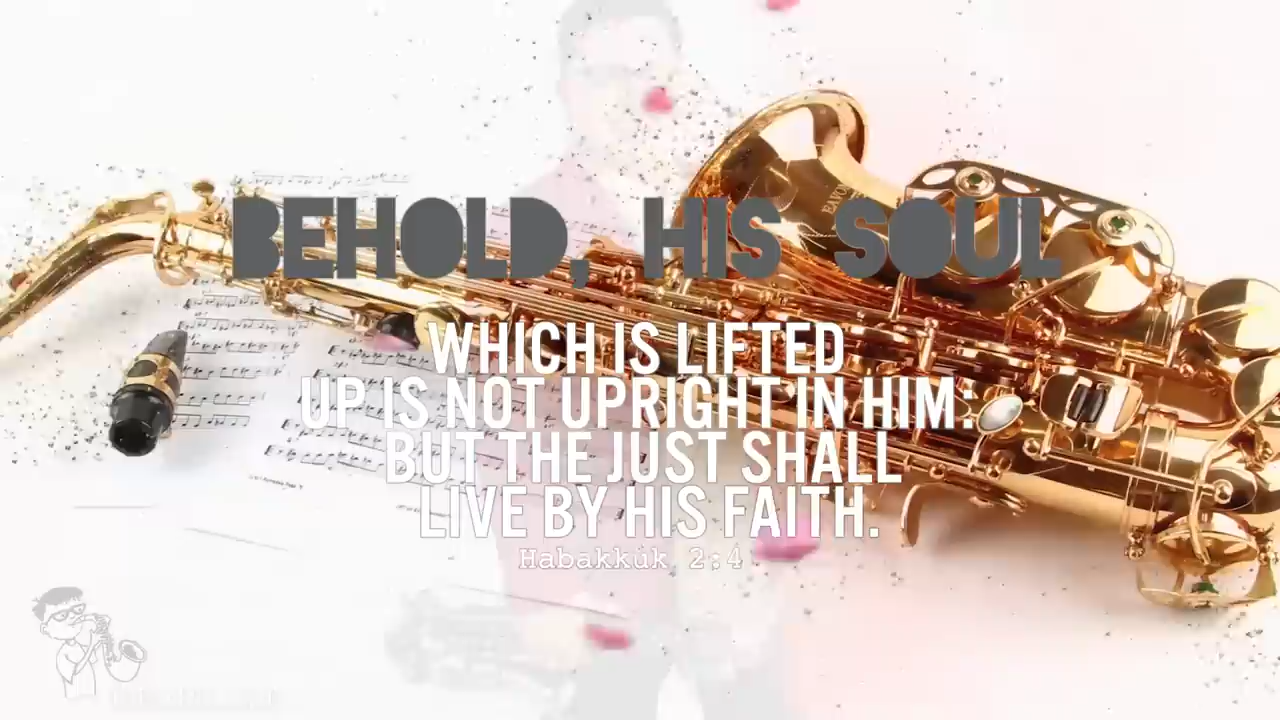 BEHOLD, HIS SOUL
WHICH IS LIFTED
UP IS NOT UPRIGHT IN HIM:
BUT THE JUST SHALL
LIVE BY HIS FAITH.
Habakkuk 2:4